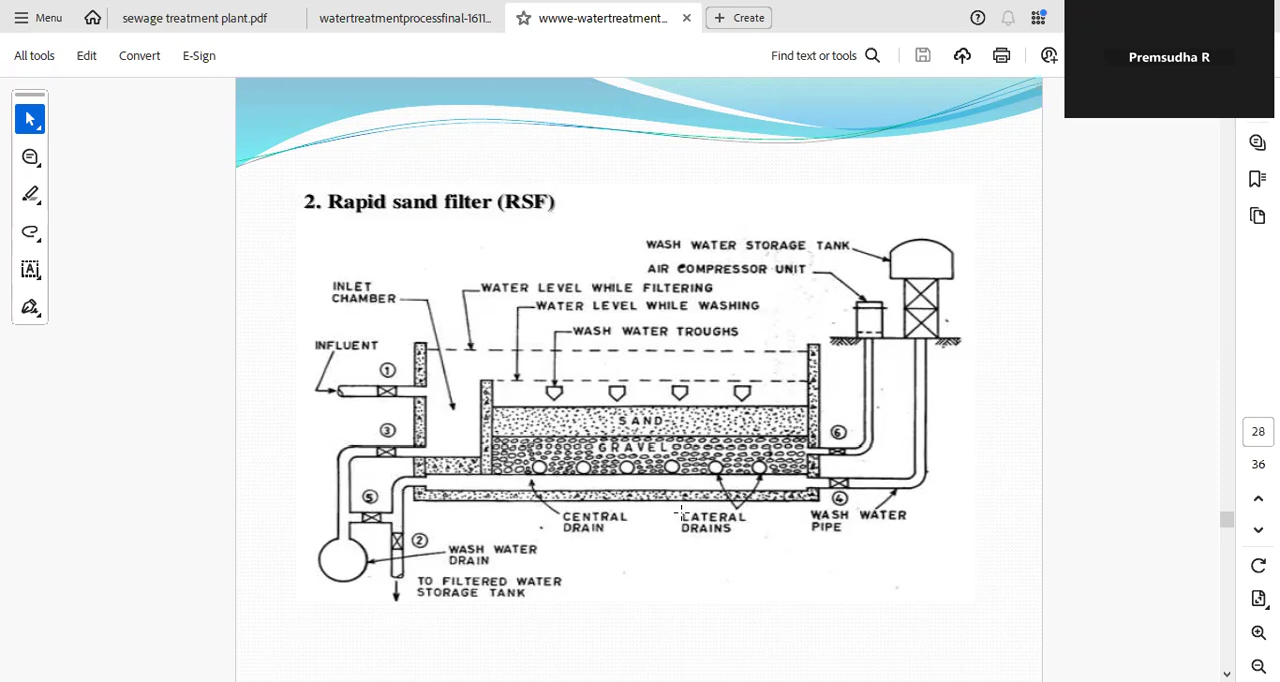 Menu
sewage treatment plant.pdf
watertreatmentprocessfinal-1611...
wwwe-watertreatment...
Create
All tools
Edit
Convert
E-Sign
Find text or tools
Premsudha R
2. Rapid sand filter (RSF)
WASH WATER STORAGE TANK
AIR COMPRESSOR UNIT
INLET
CHAMBER
WATER LEVEL WHILE FILTERING
WATER LEVEL WHILE WASHING
WASH WATER TROUGHS
INFLUENT
1
3
SAND
GRAVEL
6
5
4
CENTRAL
DRAIN
LATERAL
DRAINS
WASH WATER
PIPE
2
WASH WATER
DRAIN
TO FILTERED WATER
STORAGE TANK
28
36